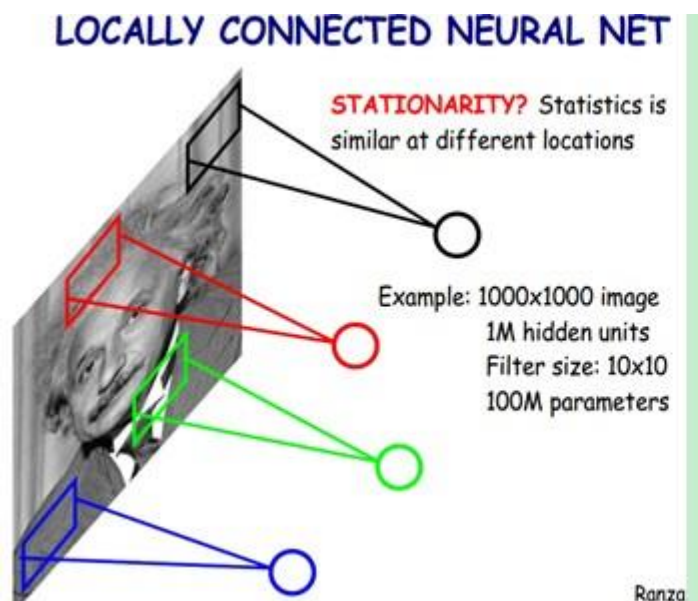 LOCALLY CONNECTED NEURAL NET
STATIONARITY? Statistics is
similar at different locations
Example: 1000x1000 image
1M hidden units
Filter size: 10x10
100M parameters
Ranza